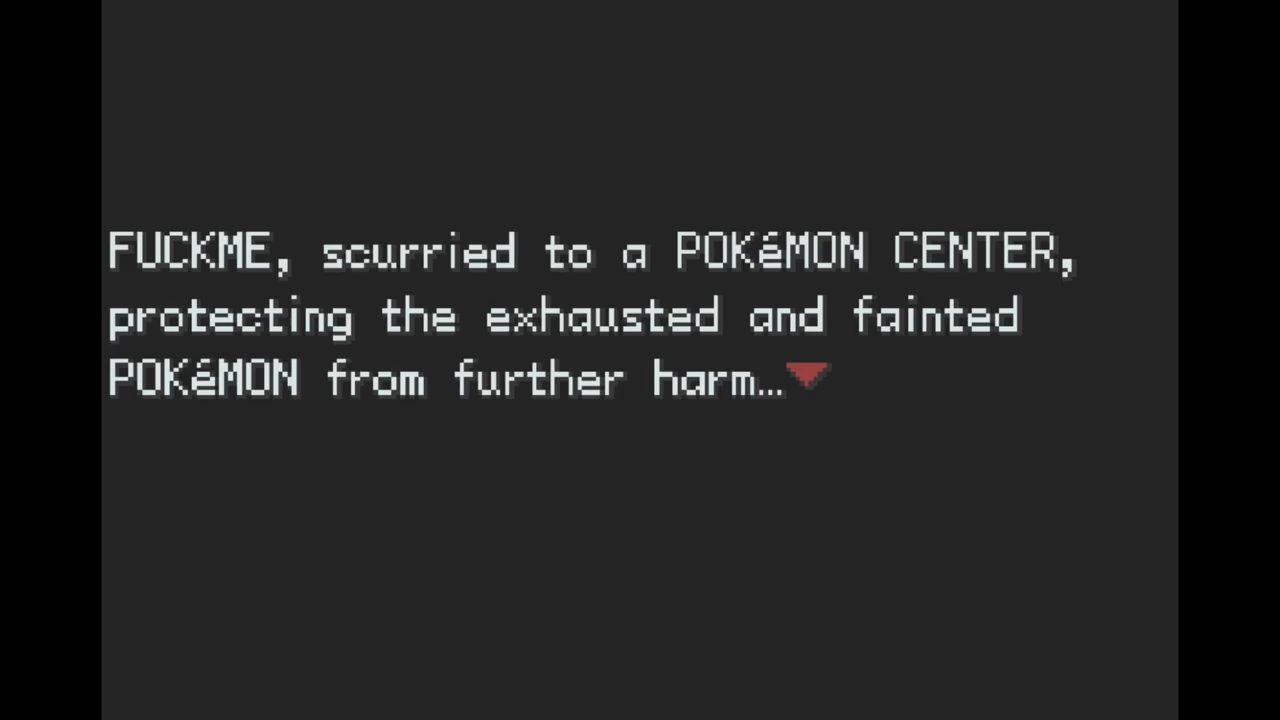 FUCKME, scurried to a POKéMON CENTER,
protecting the exhausted and fainted
POKéMON from further harm…